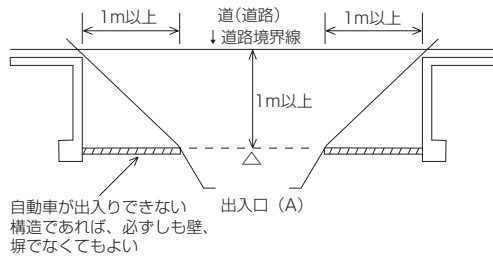 1m以上
道(道路)
1m以上
↓道路境界線
1m以上
自動車が出入りできない
構造であれば、必ずしも壁、
塀でなくてもよい
出入口（A）